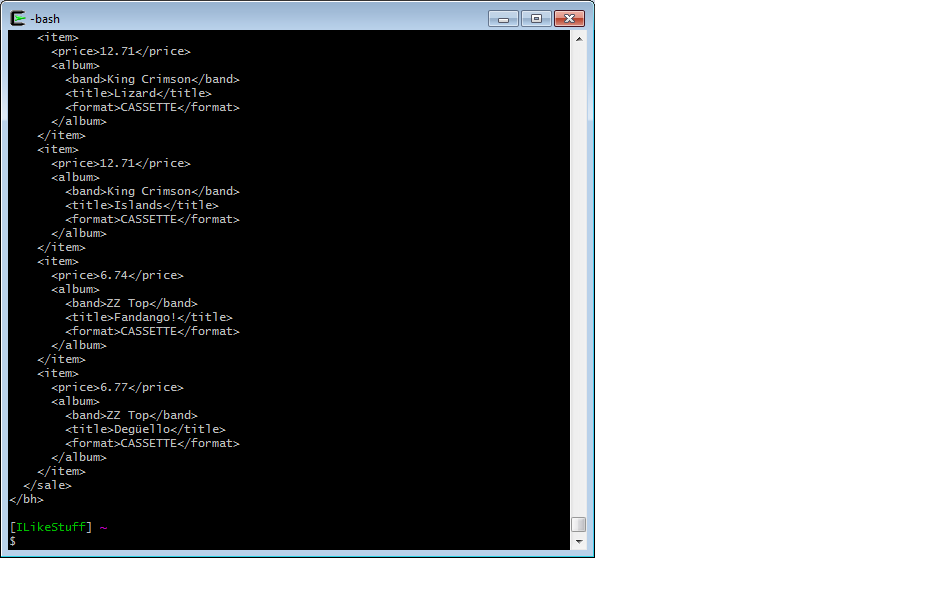 -bash
    <item>
      <price>12.71</price>
      <album>
        <band>King Crimson</band>
        <title>Lizard</title>
        <format>CASSETTE</format>
      </album>
    </item>
    <item>
      <price>12.71</price>
      <album>
        <band>King Crimson</band>
        <title>Islands</title>
        <format>CASSETTE</format>
      </album>
    </item>
    <item>
      <price>6.74</price>
      <album>
        <band>ZZ Top</band>
        <title>Fandango!</title>
        <format>CASSETTE</format>
      </album>
    </item>
    <item>
      <price>6.77</price>
      <album>
        <band>ZZ Top</band>
        <title>Degüello</title>
        <format>CASSETTE</format>
      </album>
    </item>
  </sale>
</bh>
[ILikeStuff] ~
$